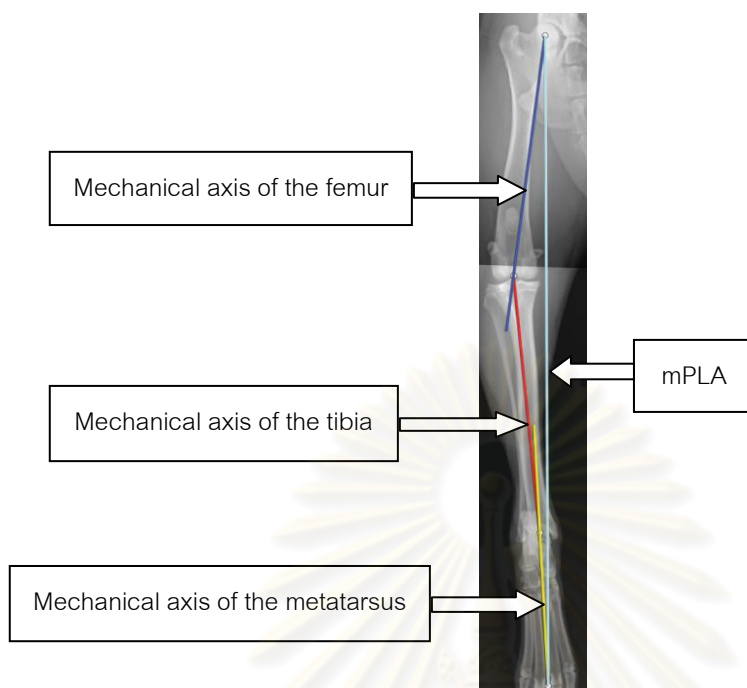 Mechanical axis of the femur
mPLA
Mechanical axis of the tibia
Mechanical axis of the metatarsus